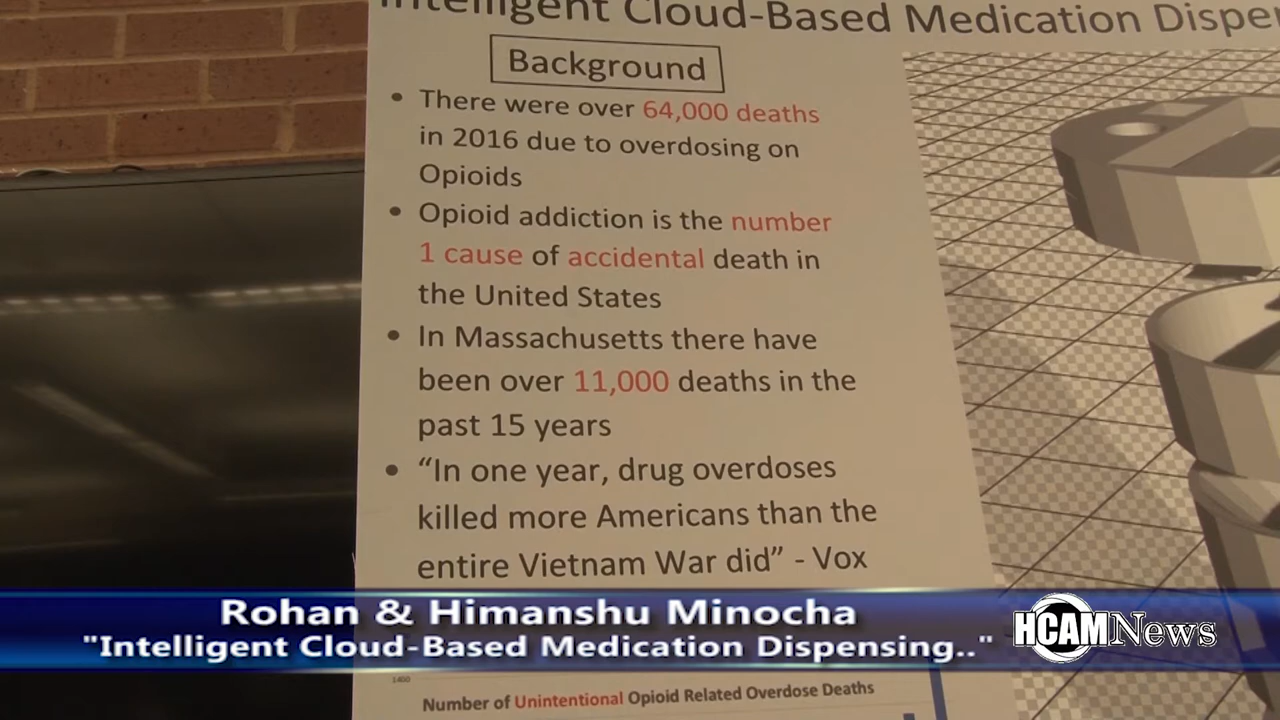 Intelligent Cloud-Based Medication Dispe
Background
• There were over 64,000 deaths
in 2016 due to overdosing on
Opioids
• Opioid addiction is the number
1 cause of accidental death in
the United States
• In Massachusetts there have
been over 11,000 deaths in the
past 15 years
• “In one year, drug overdoses
killed more Americans than the
entire Vietnam War did” - Vox
Rohan & Himanshu Minocha
"Intelligent Cloud-Based Medication Dispensing.."
HCAM News
1400
Number of Unintentional Opioid Related Overdose Deaths